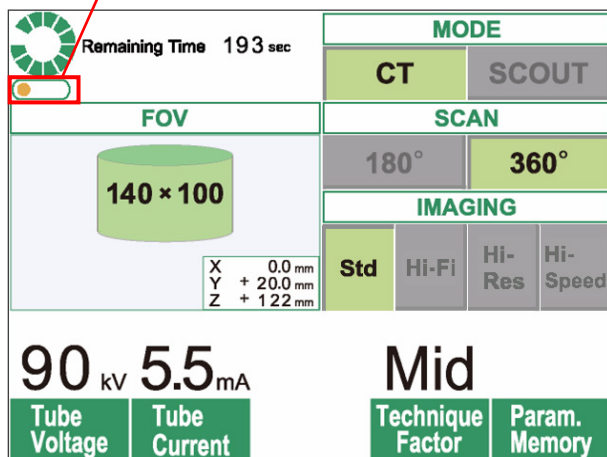 Remaining Time 193 sec
MODE
CT SCOUT
FOV
SCAN
140 × 100
180° 360°
IMAGING
X 0.0 mm
Y + 20.0 mm
Z + 122 mm
Std Hi-Fi Hi-Res Hi-Speed
90 kV 5.5 mA Mid
Tube Voltage
Tube Current
Technique Factor
Param. Memory